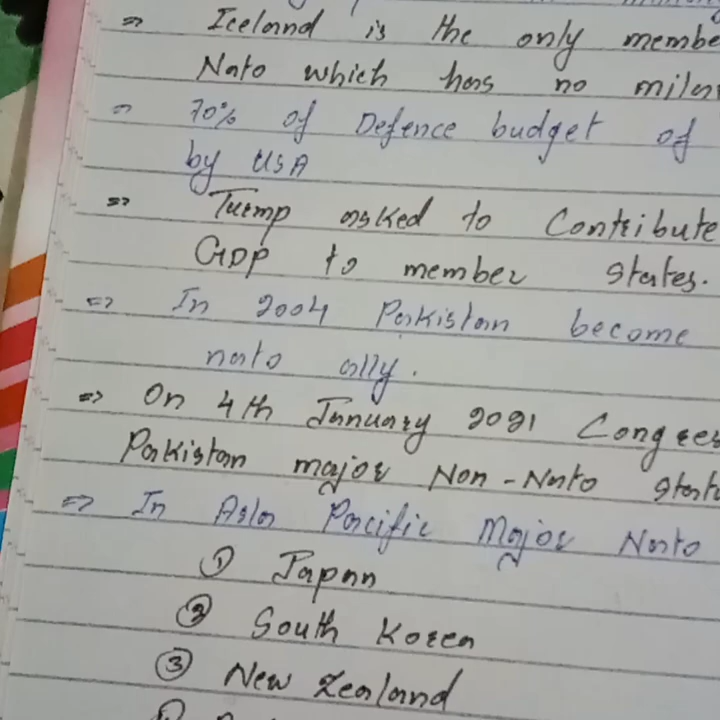 ⇒ Iceland is the only membe
Nato which has no mila
⇒ 70% of Defence budget of
by USA
⇒ Trump asked to Contribute
GDP to member states.
⇒ In 2004 Pakistan become
nato ally.
⇒ On 4th January 2021 Congres
Pakistan major Non-Nato stat
⇒ In Asia Pacific Major Nato
① Japan
② South Korea
③ New Zealand